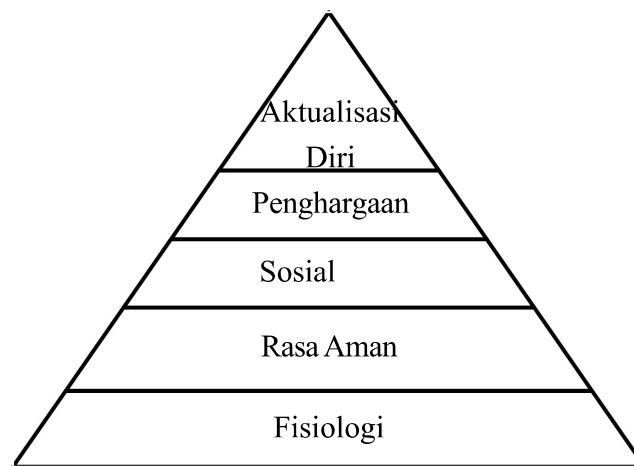 Aktualisasi
Diri
Penghargaan
Sosial
Rasa Aman
Fisiologi